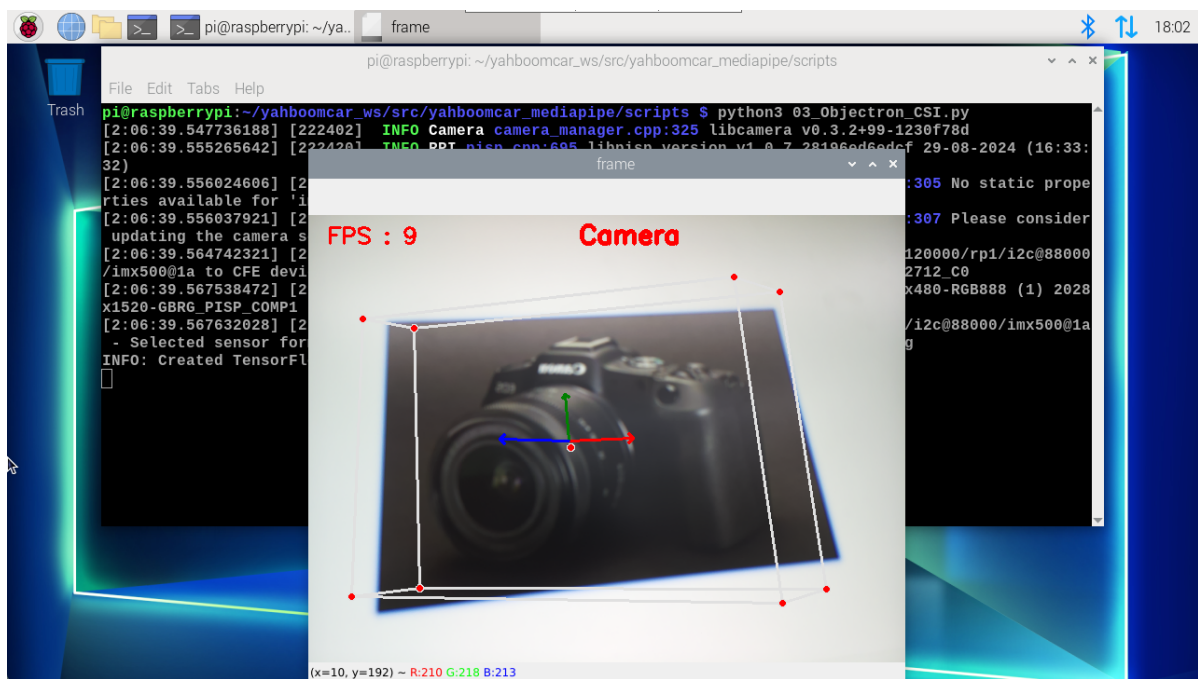 pi@raspberrypi: ~/ya..
frame
18:02
Trash
pi@raspberrypi: ~/yahboomcar_ws/src/yahboomcar_mediapipe/scripts
File Edit Tabs Help
pi@raspberrypi:~/yahboomcar_ws/src/yahboomcar_mediapipe/scripts $ python3 03_Objectron_CSI.py
[2:06:39.547736188] [222402] INFO Camera camera_manager.cpp:325 libcamera v0.3.2+99-1230f78d
[2:06:39.555265642] [222420] INFO RPI pisp.cpp:695 libpisp version v1.0.7 28196ed6edcf 29-08-2024 (16:33:
32)
[2:06:39.556024606] [2 :305 No static prope
rties available for 'i
[2:06:39.556037921] [2 :307 Please consider
updating the camera s
[2:06:39.564742321] [2 120000/rp1/i2c@88000
/imx500@1a to CFE devi 2712_C0
[2:06:39.567538472] [2 x480-RGB888 (1) 2028
x1520-GBRG_PISP_COMP1
[2:06:39.567632028] [2 /i2c@88000/imx500@1a
- Selected sensor for g
INFO: Created TensorFl
frame
FPS : 9
Camera
Canon
EOS
(x=10, y=192) ~ R:210 G:218 B:213